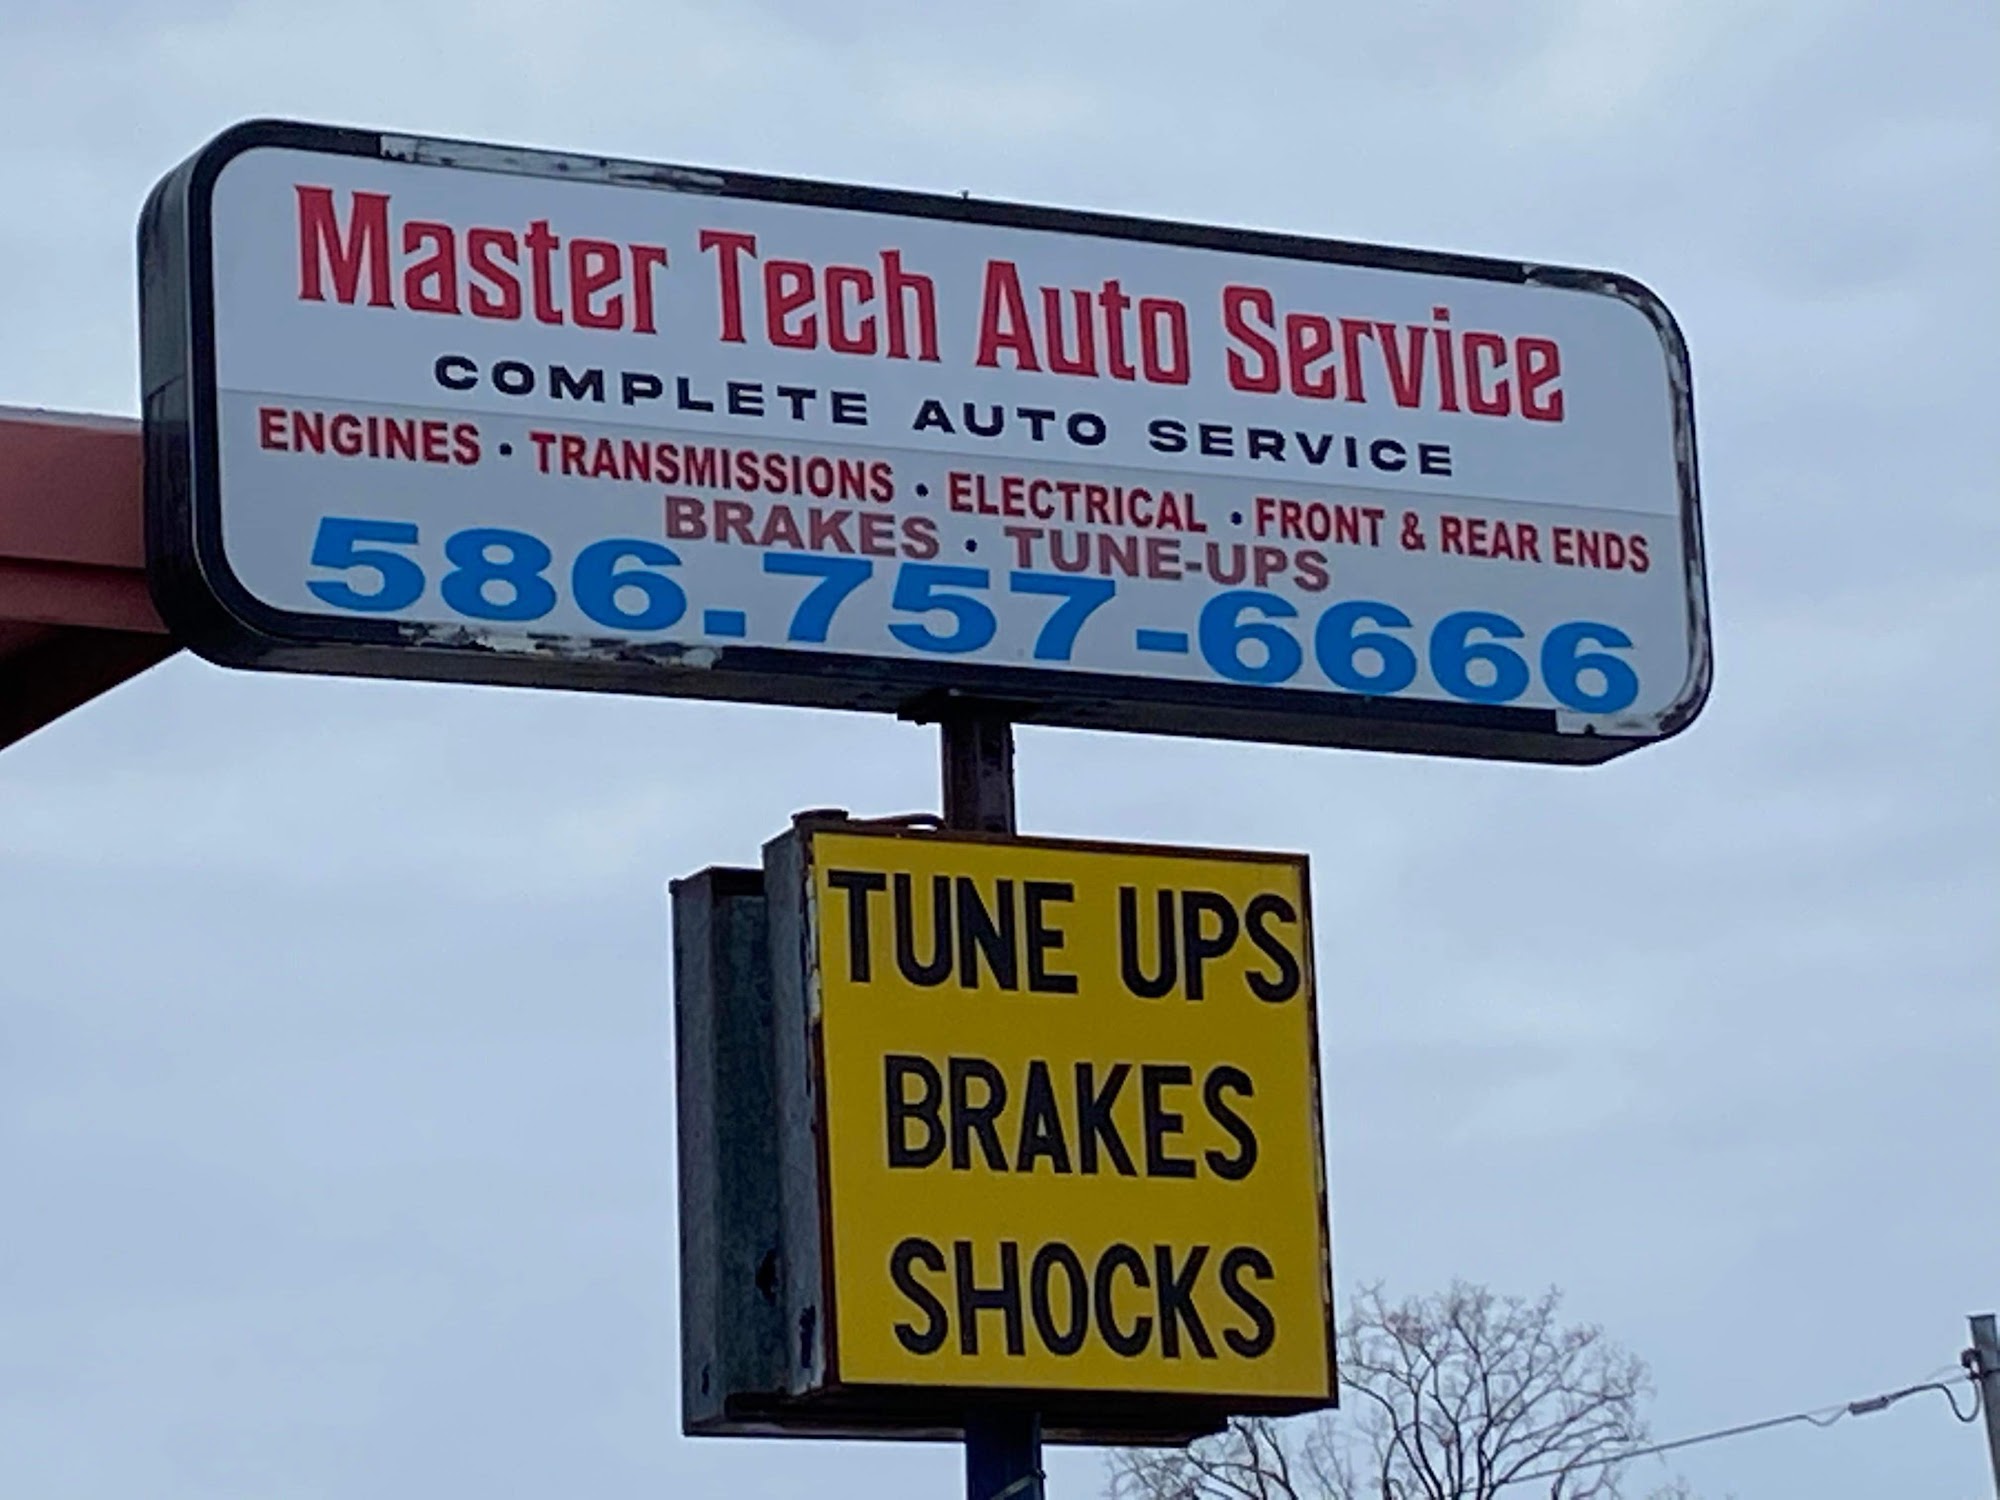 Master Tech Auto Service
COMPLETE AUTO SERVICE
ENGINES • TRANSMISSIONS • ELECTRICAL • FRONT & REAR ENDS
BRAKES • TUNE-UPS
586.757-6666
TUNE UPS
BRAKES
SHOCKS